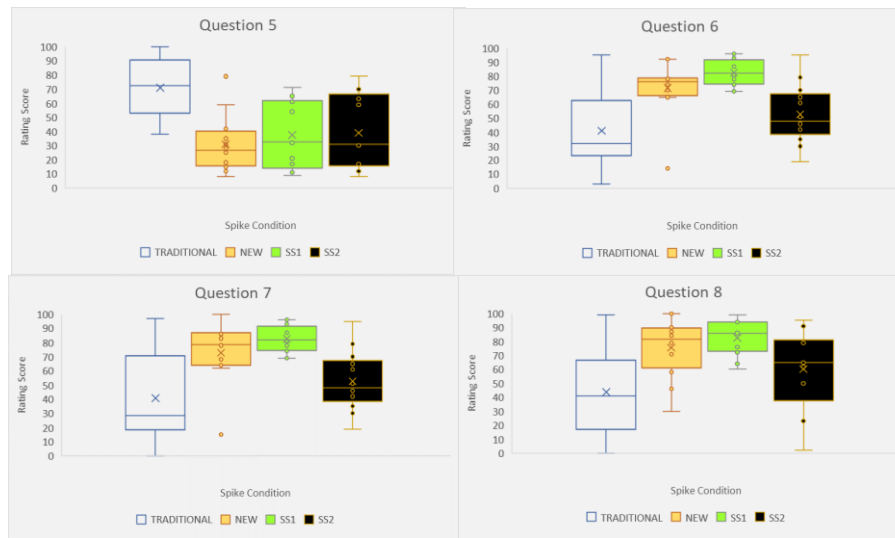 Question 5
100
90
80
70
60
50
40
30
20
10
0
Rating Score
Spike Condition
TRADITIONAL NEW SS1 SS2
Question 6
100
90
80
70
60
50
40
30
20
10
0
Rating Score
Spike Condition
TRADITIONAL NEW SS1 SS2
Question 7
100
90
80
70
60
50
40
30
20
10
0
Rating Score
Spike Condition
TRADITIONAL NEW SS1 SS2
Question 8
100
90
80
70
60
50
40
30
20
10
0
Rating Score
Spike Condition
TRADITIONAL NEW SS1 SS2